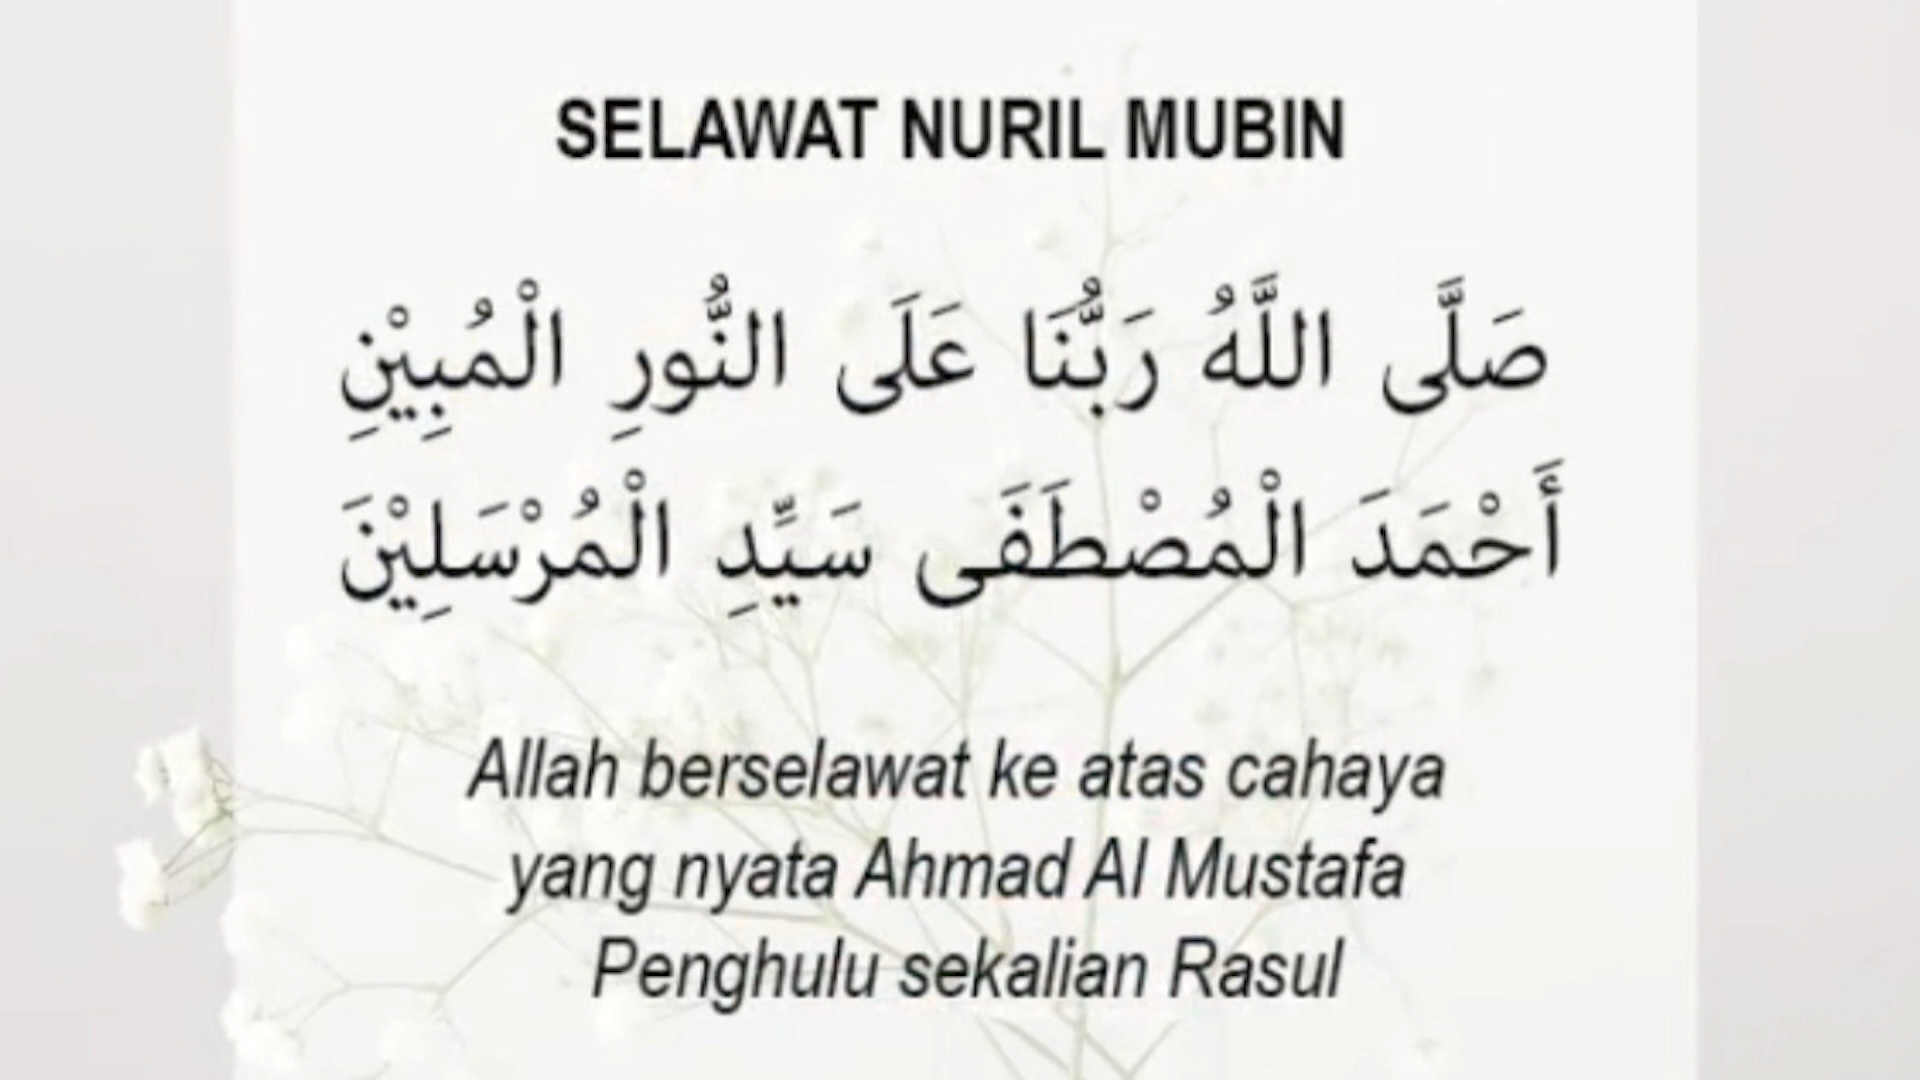 SELAWAT NURIL MUBIN
صَلَّى اللَّهُ رَبُّنَا عَلَى النُّورِ الْمُبِيْنِ
أَحْمَدَ الْمُصْطَفَى سَيِّدِ الْمُرْسَلِيْنَ
Allah berselawat ke atas cahaya
yang nyata Ahmad Al Mustafa
Penghulu sekalian Rasul